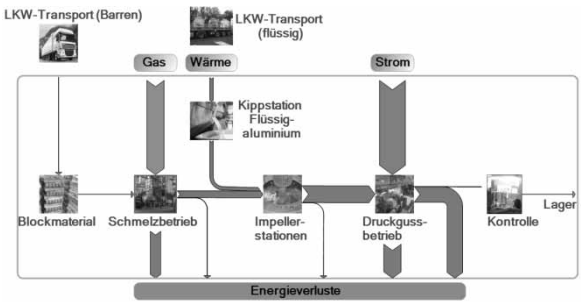 LKW-Transport (Barren)
LKW-Transport
(flüssig)
Gas
Wärme
Strom
Kippstation
Flüssig-
aluminium
Blockmaterial
Schmelzbetrieb
Impeller-
stationen
Druckguss-
betrieb
Kontrolle
Lager
Energieverluste